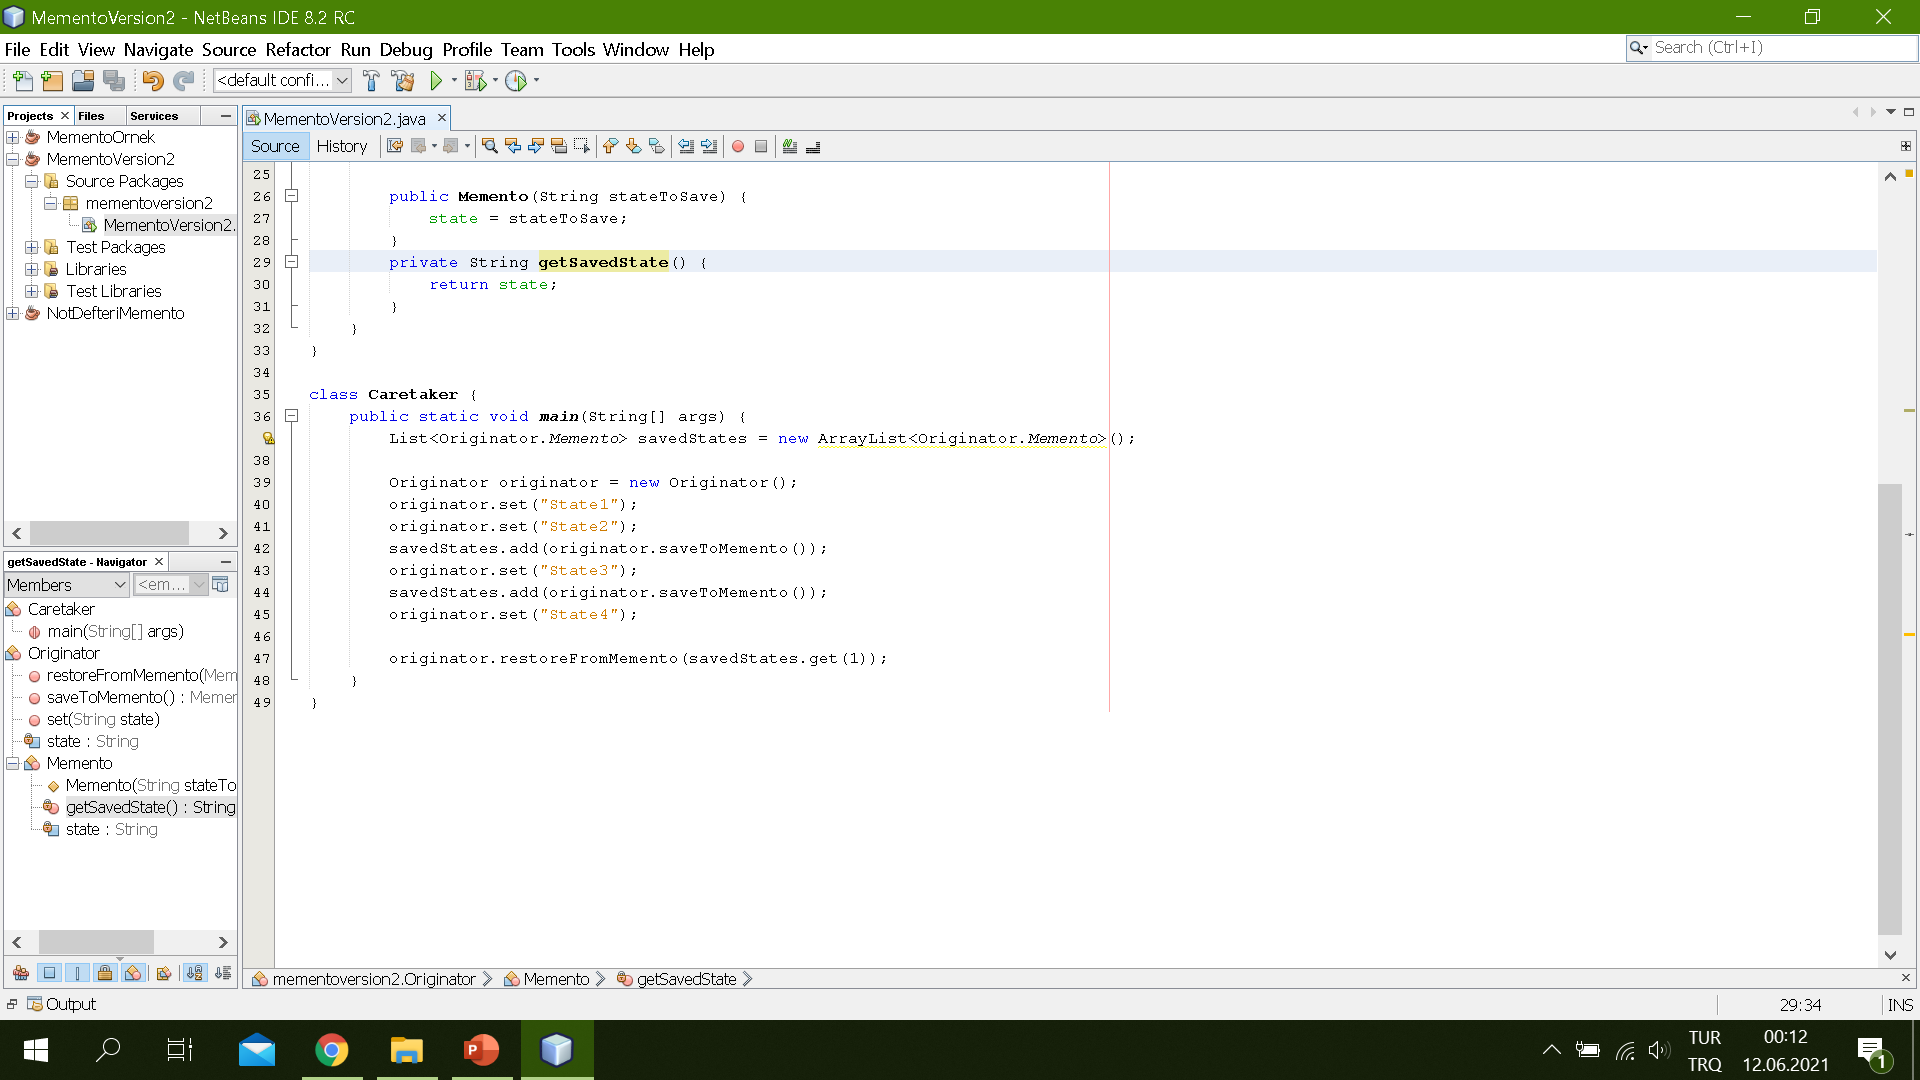 MementoVersion2 - NetBeans IDE 8.2 RC
File Edit View Navigate Source Refactor Run Debug Profile Team Tools Window Help
Search (Ctrl+I)
<default confi...
Projects Files Services
MementoOrnek
MementoVersion2
Source Packages
mementoversion2
MementoVersion2.
Test Packages
Libraries
Test Libraries
NotDefteriMemento
getSavedState - Navigator
Members <em...
Caretaker
main(String[] args)
Originator
restoreFromMemento(Mem
saveToMemento() : Memen
set(String state)
state : String
Memento
Memento(String stateTo
getSavedState() : String
state : String
MementoVersion2.java
Source History
25
26 public Memento(String stateToSave) {
27 state = stateToSave;
28 }
29 private String getSavedState() {
30 return state;
31 }
32 }
33 }
34
35 class Caretaker {
36 public static void main(String[] args) {
List<Originator.Memento> savedStates = new ArrayList<Originator.Memento>();
38
39 Originator originator = new Originator();
40 originator.set("State1");
41 originator.set("State2");
42 savedStates.add(originator.saveToMemento());
43 originator.set("State3");
44 savedStates.add(originator.saveToMemento());
45 originator.set("State4");
46
47 originator.restoreFromMemento(savedStates.get(1));
48 }
49 }
mementoversion2.Originator Memento getSavedState
Output
29:34 INS
TUR 00:12
TRQ 12.06.2021
1